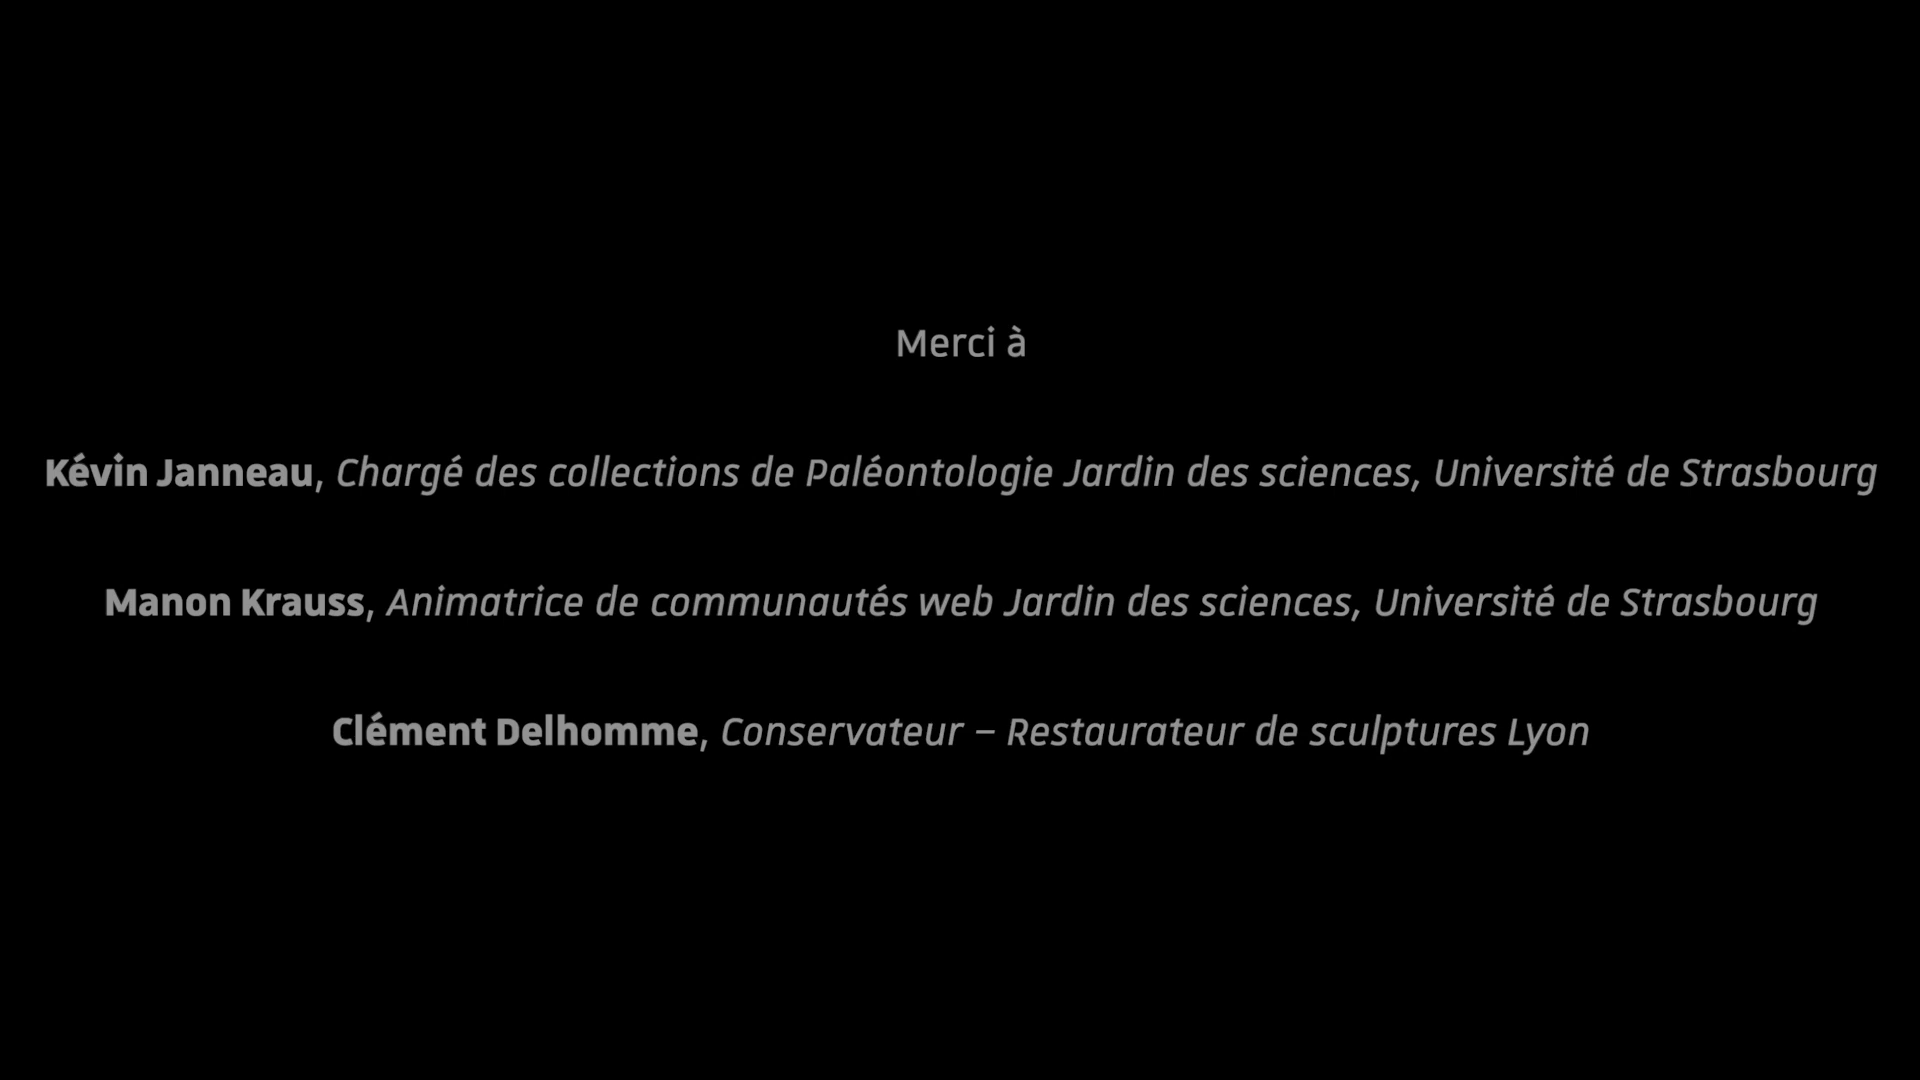 Merci à
Kévin Janneau, Chargé des collections de Paléontologie Jardin des sciences, Université de Strasbourg
Manon Krauss, Animatrice de communautés web Jardin des sciences, Université de Strasbourg
Clément Delhomme, Conservateur – Restaurateur de sculptures Lyon